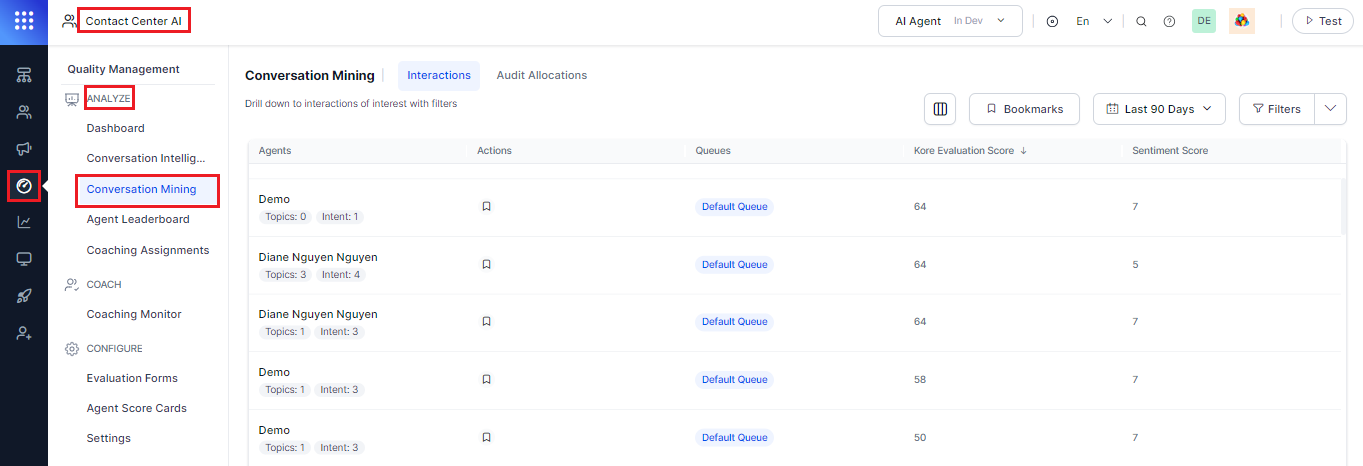 Contact Center AI
AI Agent In Dev
En
DE
Test
Quality Management
ANALYZE
Dashboard
Conversation Intellig...
Conversation Mining
Agent Leaderboard
Coaching Assignments
COACH
Coaching Monitor
CONFIGURE
Evaluation Forms
Agent Score Cards
Settings
Conversation Mining
Interactions
Audit Allocations
Drill down to interactions of interest with filters
Bookmarks
Last 90 Days
Filters
Agents Actions Queues Kore Evaluation Score ↓ Sentiment Score
Demo
Topics: 0 Intent: 1
Default Queue 64 7
Diane Nguyen Nguyen
Topics: 3 Intent: 4
Default Queue 64 5
Diane Nguyen Nguyen
Topics: 1 Intent: 3
Default Queue 64 7
Demo
Topics: 1 Intent: 3
Default Queue 58 7
Demo
Topics: 1 Intent: 3
Default Queue 50 7